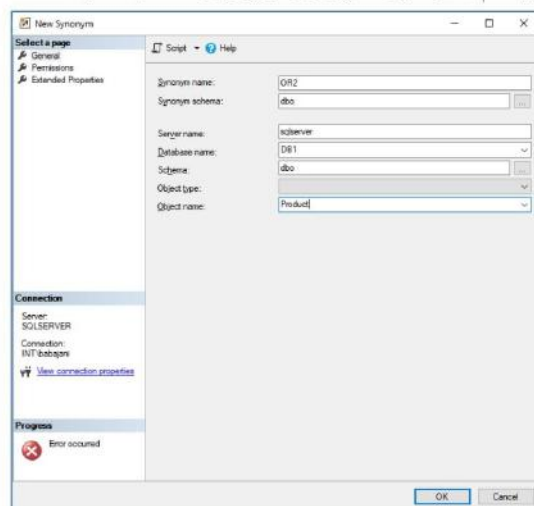 New Synonym
Select a page
General
Permissions
Extended Properties
Script
Help
Synonym name:
OR2
Synonym schema:
dbo
...
Server name:
sqlserver
Database name:
DB1
Schema:
dbo
...
Object type:
Object name:
Product
Connection
Server:
SQLSERVER
Connection:
INT\babajani
View connection properties
Progress
Error occurred
OK
Cancel